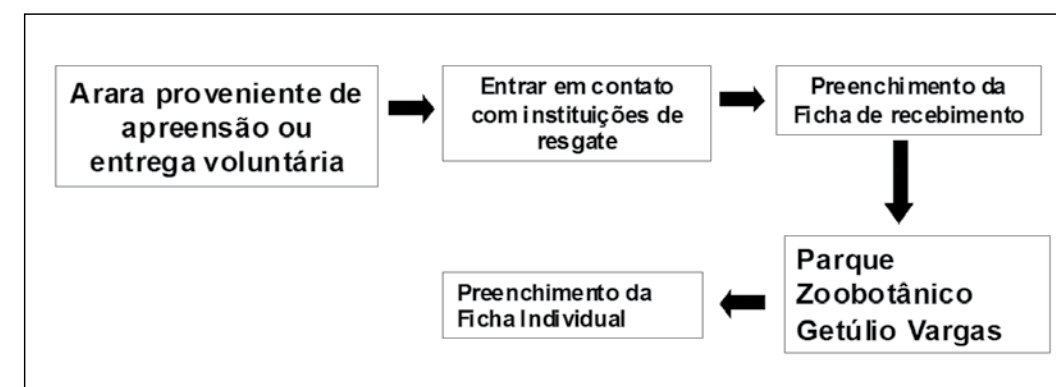 Arara proveniente de
apreensão ou
entrega voluntária
Entrar em contato
com instituições de
resgate
Preenchimento da
Ficha de recebimento
Parque
Zoobotânico
Getúlio Vargas
Preenchimento da
Ficha Individual